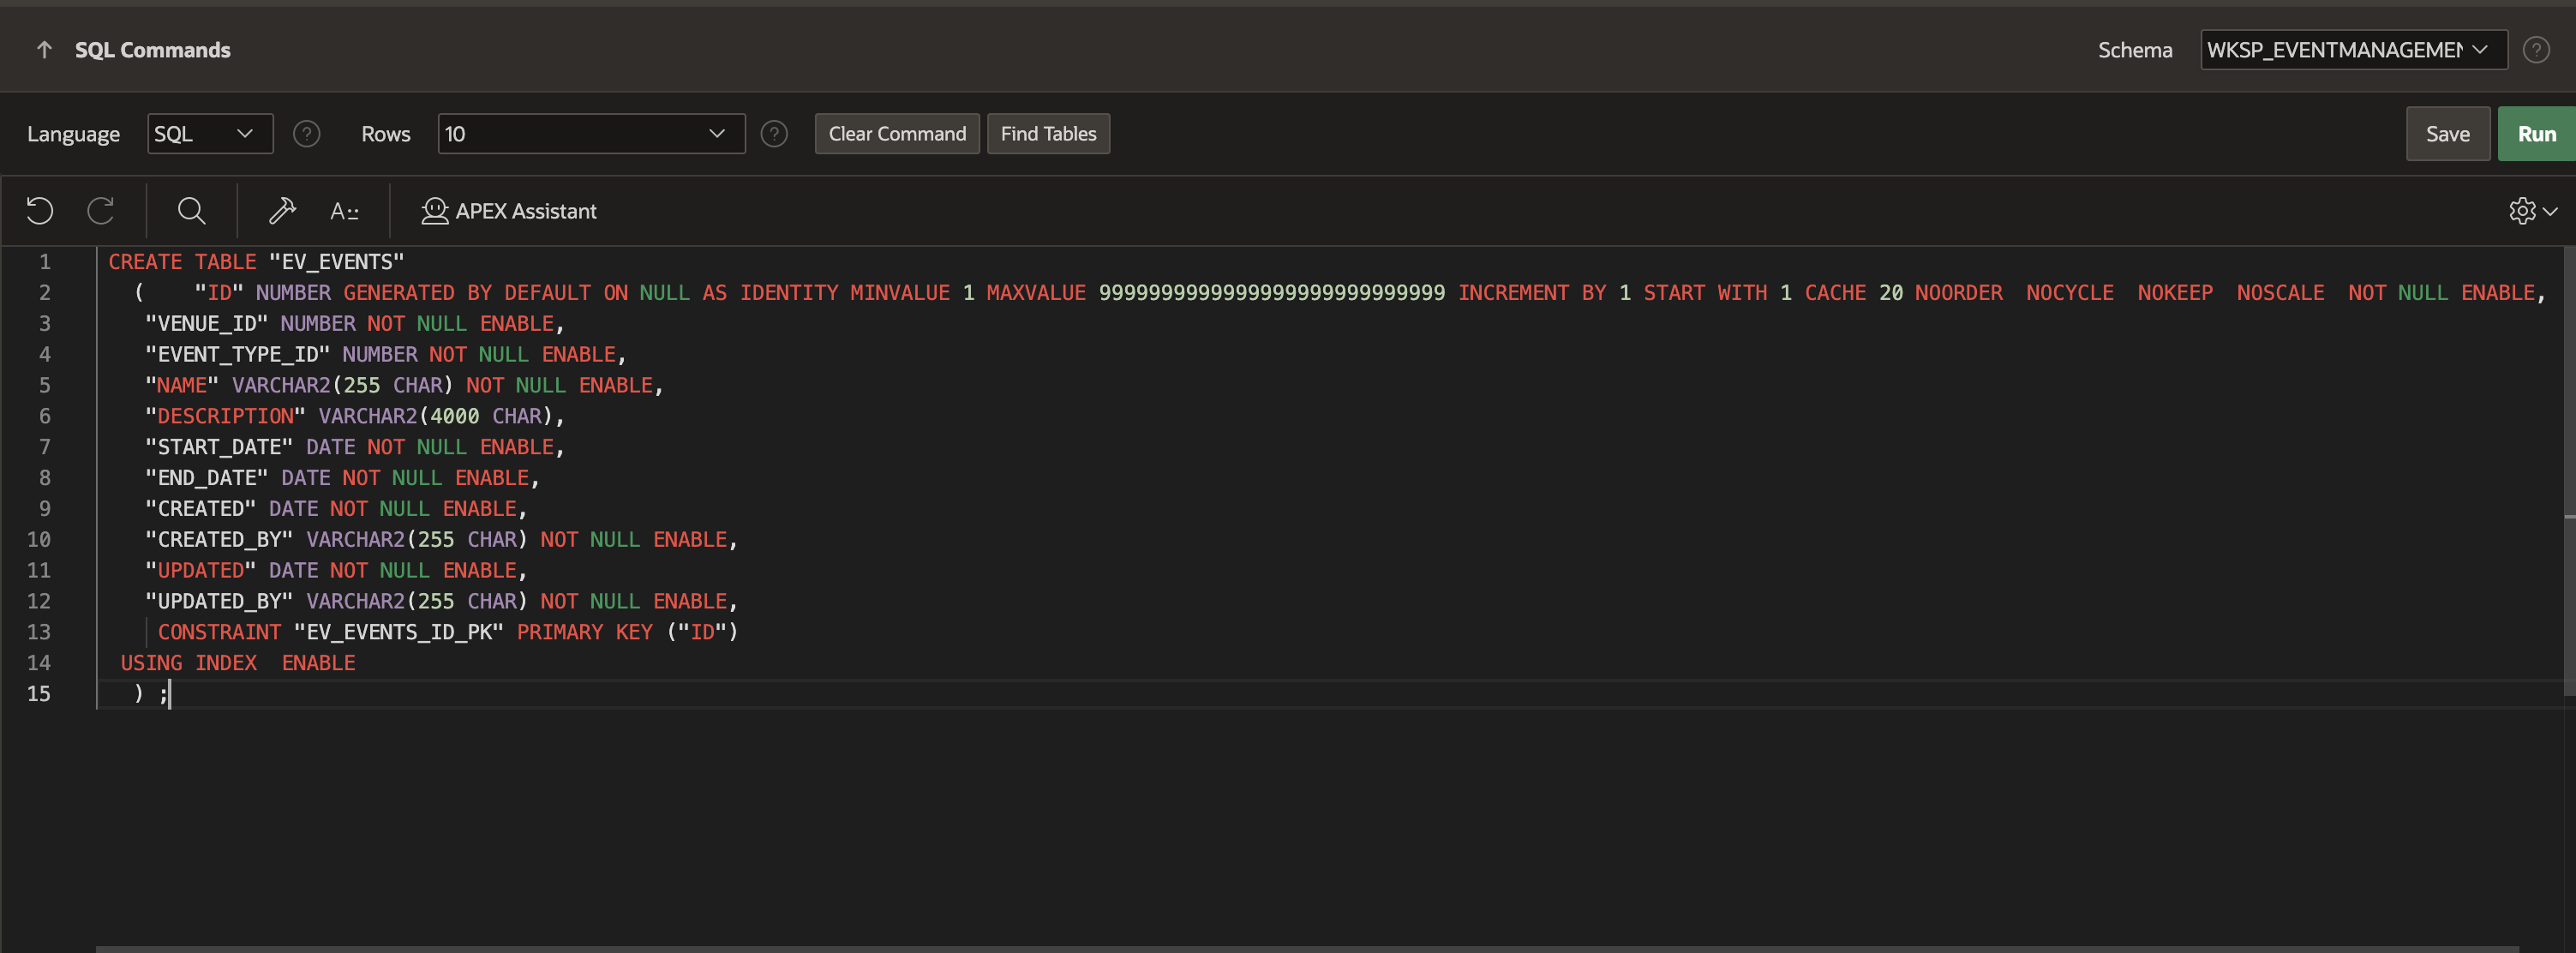 SQL Commands
Schema WKSP_EVENTMANAGEMEN
Language SQL Rows 10 Clear Command Find Tables Save Run
A:: APEX Assistant
1 CREATE TABLE "EV_EVENTS"
2 ( "ID" NUMBER GENERATED BY DEFAULT ON NULL AS IDENTITY MINVALUE 1 MAXVALUE 9999999999999999999999999999 INCREMENT BY 1 START WITH 1 CACHE 20 NOORDER NOCYCLE NOKEEP NOSCALE NOT NULL ENABLE,
3 "VENUE_ID" NUMBER NOT NULL ENABLE,
4 "EVENT_TYPE_ID" NUMBER NOT NULL ENABLE,
5 "NAME" VARCHAR2(255 CHAR) NOT NULL ENABLE,
6 "DESCRIPTION" VARCHAR2(4000 CHAR),
7 "START_DATE" DATE NOT NULL ENABLE,
8 "END_DATE" DATE NOT NULL ENABLE,
9 "CREATED" DATE NOT NULL ENABLE,
10 "CREATED_BY" VARCHAR2(255 CHAR) NOT NULL ENABLE,
11 "UPDATED" DATE NOT NULL ENABLE,
12 "UPDATED_BY" VARCHAR2(255 CHAR) NOT NULL ENABLE,
13 CONSTRAINT "EV_EVENTS_ID_PK" PRIMARY KEY ("ID")
14 USING INDEX ENABLE
15 ) ;